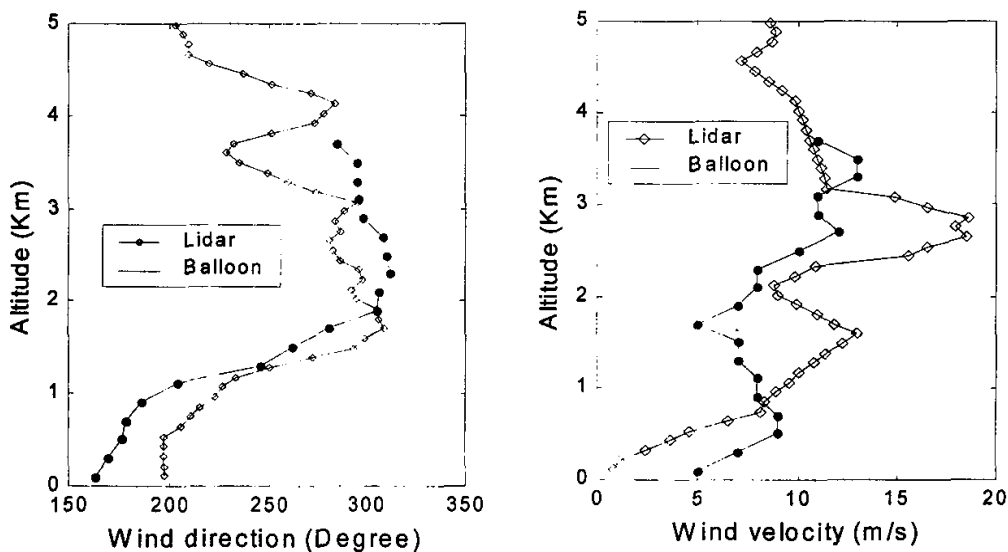 5
4
3
2
1
0
Altitude (Km)
Lidar
Balloon
150 200 250 300 350
Wind direction (Degree)
5
4
3
2
1
0
Altitude (Km)
Lidar
Balloon
0 5 10 15 20
Wind velocity (m/s)